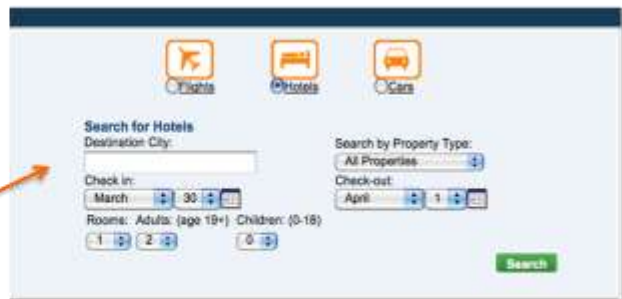 Flights Hotels Cars
Search for Hotels
Destination City: Search by Property Type:
All Properties
Check in: Check-out:
March 30 April 1
Rooms: Adults: (age 19+) Children: (0-18)
1 2 0
Search